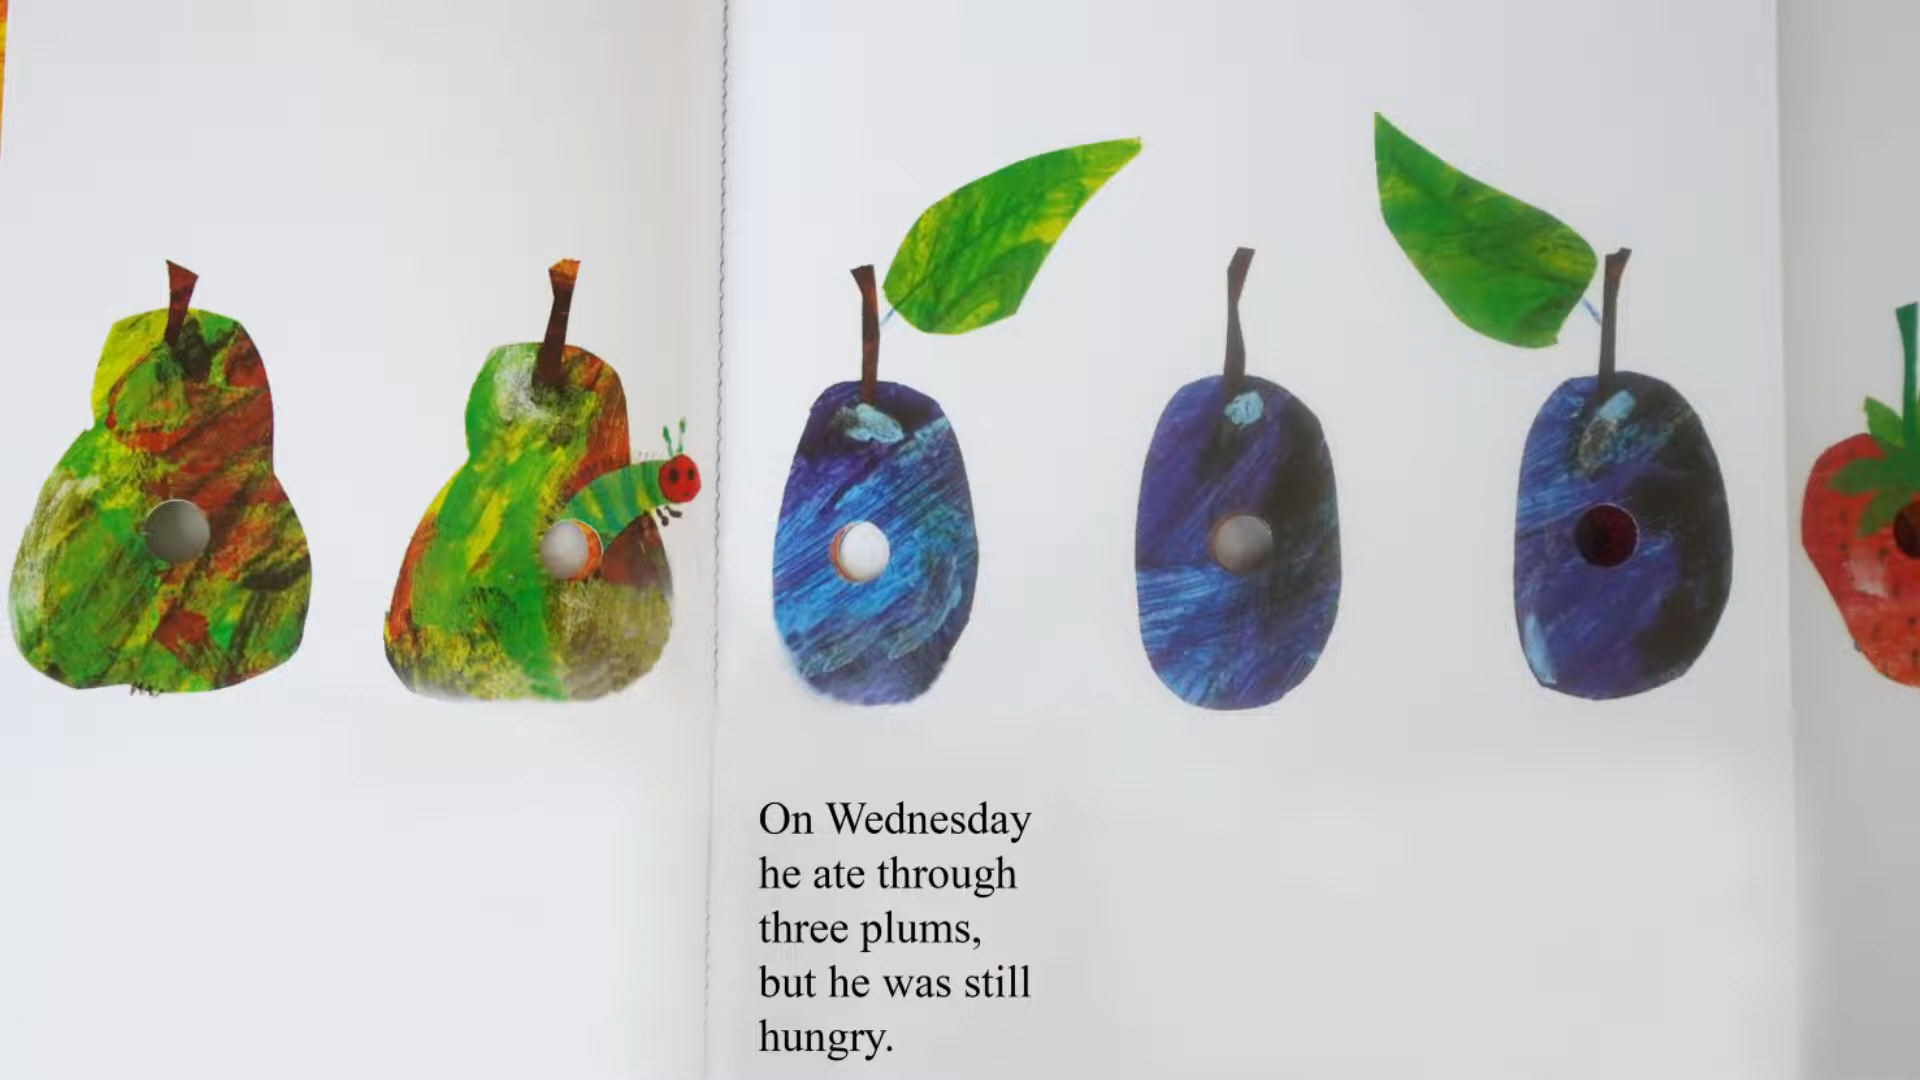 On Wednesday
he ate through
three plums,
but he was still
hungry.